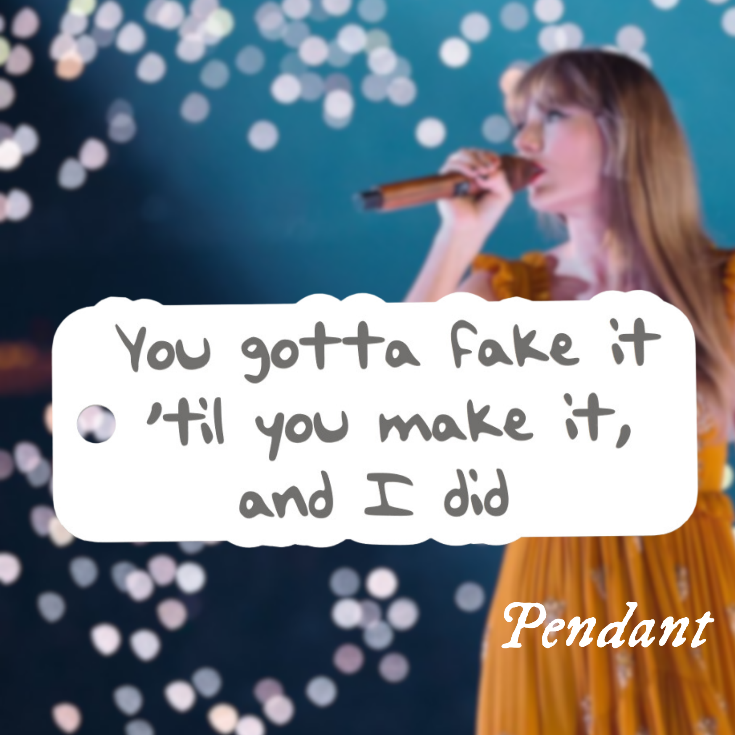 You gotta fake it
'til you make it,
and I did
Pendant